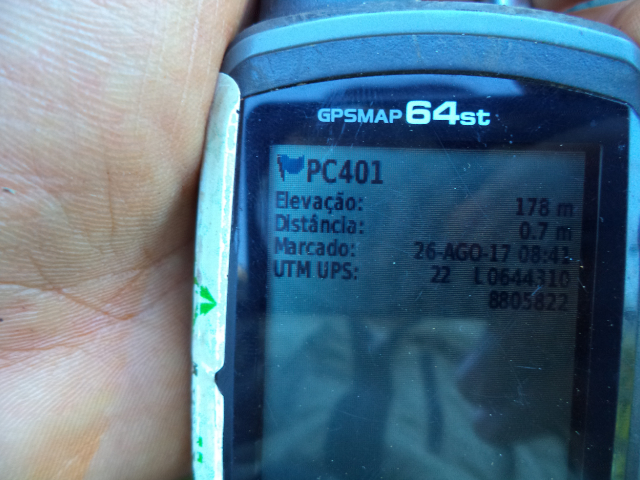 GPSMAP 64st
PC401
Elevação: 178 m
Distância: 0.7 m
Marcado: 26-AGO-17 08:41
UTM UPS: 22 L 0644310
8805822